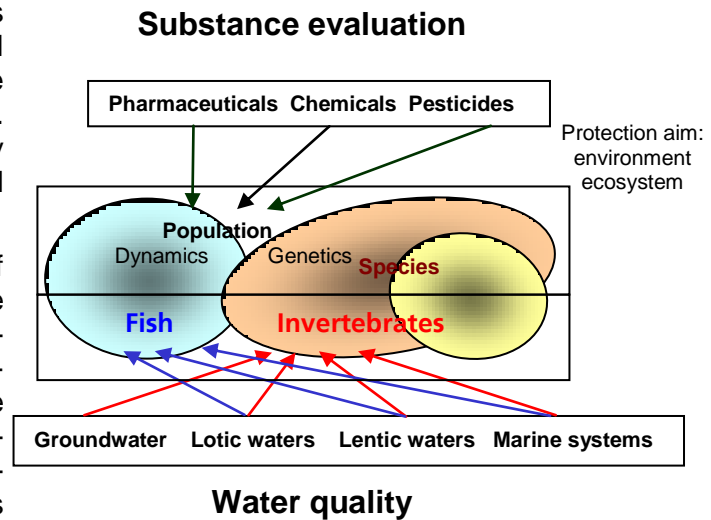 Substance evaluation
Pharmaceuticals Chemicals Pesticides
Protection aim:
environment
ecosystem
Population
Dynamics Genetics
Species
Fish Invertebrates
Groundwater Lotic waters Lentic waters Marine systems
Water quality